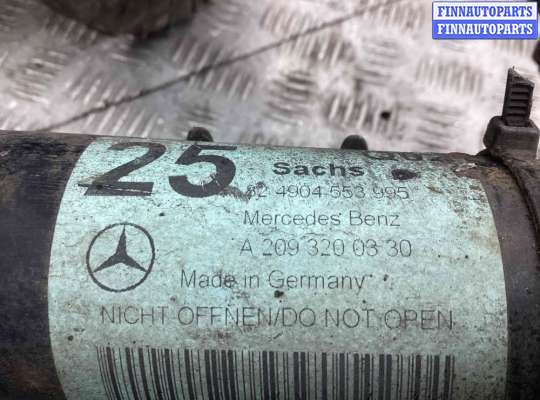 FINNAUTOPARTS
FINNAUTOPARTS
25
Sachs
32 4904 553 995
Mercedes Benz
A 209 320 03 30
Made in Germany
NICHT OFFNEN/DO NOT OPEN